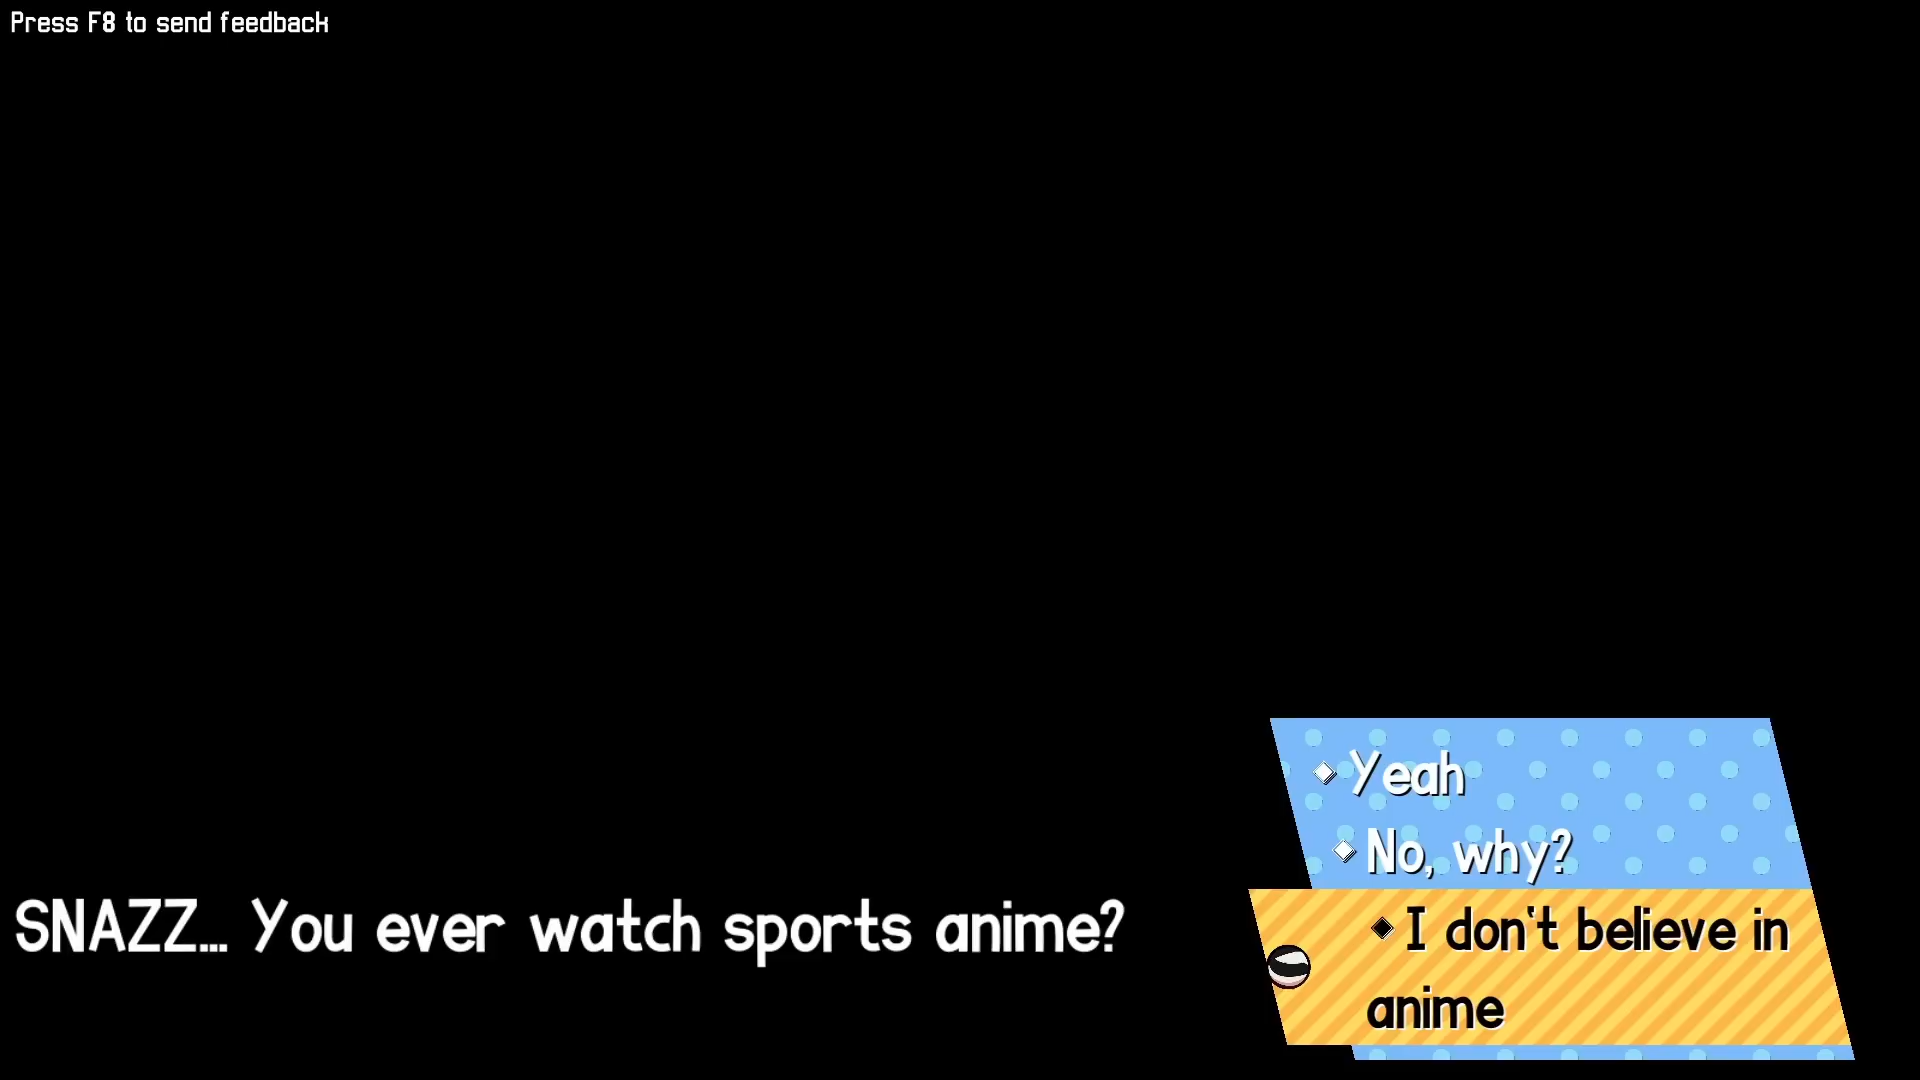 Press F8 to send feedback
Yeah
No, why?
SNAZZ... You ever watch sports anime?
I don't believe in
anime